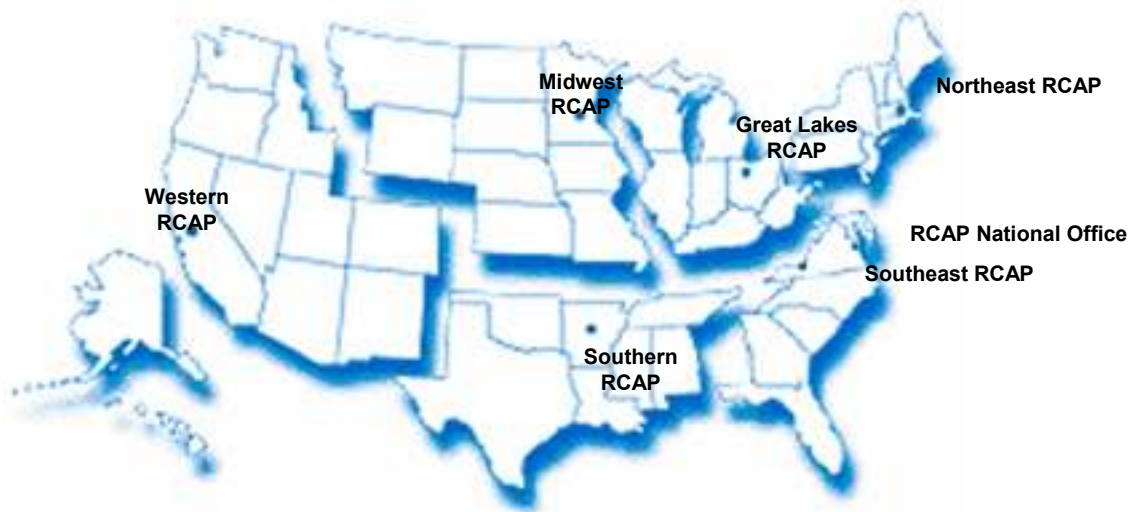 Midwest
RCAP
Northeast RCAP
Great Lakes
RCAP
Western
RCAP
RCAP National Office
Southeast RCAP
Southern
RCAP